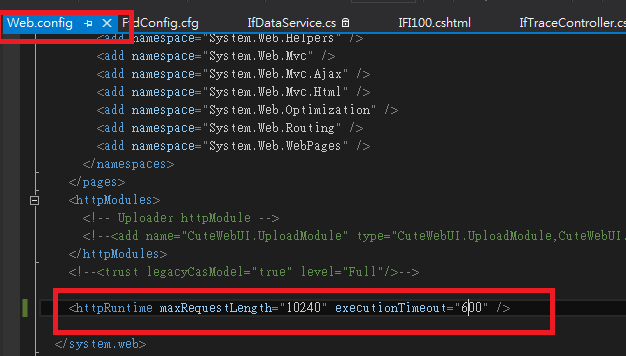 Web.config FtdConfig.cfg IfDataService.cs IFI100.cshtml IfTraceController.cs
<add namespace="System.Web.Helpers" />
<add namespace="System.Web.Mvc" />
<add namespace="System.Web.Mvc.Ajax" />
<add namespace="System.Web.Mvc.Html" />
<add namespace="System.Web.Optimization" />
<add namespace="System.Web.Routing" />
<add namespace="System.Web.WebPages" />
</namespaces>
</pages>
<httpModules>
<!-- Uploader httpModule -->
<!--<add name="CuteWebUI.UploadModule" type="CuteWebUI.UploadModule,CuteWebUI.
</httpModules>
<!--<trust legacyCasModel="true" level="Full"/>-->
<httpRuntime maxRequestLength="10240" executionTimeout="600" />
</system.web>